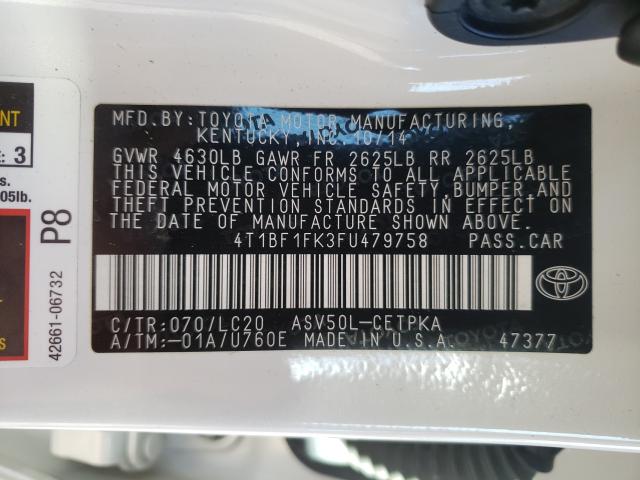 ENT
E: 3
s.
05lb.
S
P8
42661-06732
MFD. BY: TOYOTA MOTOR MANUFACTURING,
KENTUCKY, INC. 10/14
GVWR 4630LB GAWR FR 2625LB RR 2625LB
THIS VEHICLE CONFORMS TO ALL APPLICABLE
FEDERAL MOTOR VEHICLE SAFETY, BUMPER AND
THEFT PREVENTION STANDARDS IN EFFECT ON
THE DATE OF MANUFACTURE SHOWN ABOVE.
4T1BF1FK3FU479758 PASS.CAR
C/TR:070/LC20 ASV50L-CETPKA
A/TM:-01A/U760E MADE IN U.S.A. 47377